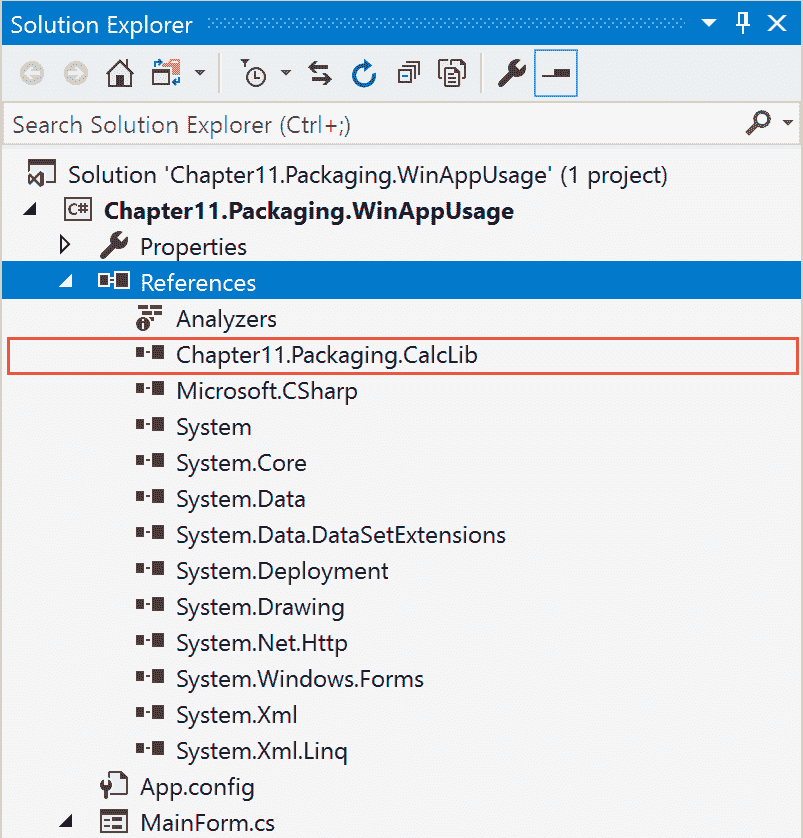 Solution Explorer
Search Solution Explorer (Ctrl+;)
Solution 'Chapter11.Packaging.WinAppUsage' (1 project)
C# Chapter11.Packaging.WinAppUsage
Properties
References
Analyzers
Chapter11.Packaging.CalcLib
Microsoft.CSharp
System
System.Core
System.Data
System.Data.DataSetExtensions
System.Deployment
System.Drawing
System.Net.Http
System.Windows.Forms
System.Xml
System.Xml.Linq
App.config
MainForm.cs